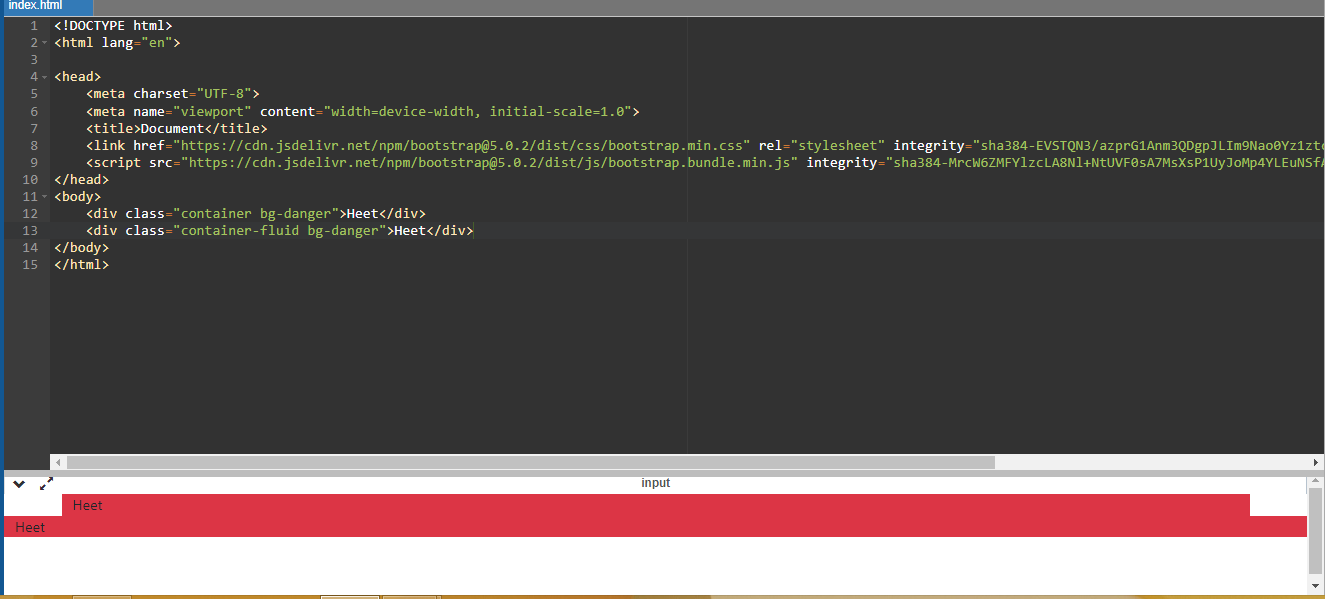 index.html
1 <!DOCTYPE html>
2 <html lang="en">
3
4 <head>
5 <meta charset="UTF-8">
6 <meta name="viewport" content="width=device-width, initial-scale=1.0">
7 <title>Document</title>
8 <link href="https://cdn.jsdelivr.net/npm/bootstrap@5.0.2/dist/css/bootstrap.min.css" rel="stylesheet" integrity="sha384-EVSTQN3/azprG1Anm3QDgpJLIm9Nao0Yz1ztc
9 <script src="https://cdn.jsdelivr.net/npm/bootstrap@5.0.2/dist/js/bootstrap.bundle.min.js" integrity="sha384-MrcW6ZMFYlzcLA8Nl+NtUVF0sA7MsXsP1UyJoMp4YLEuNSfA
10 </head>
11 <body>
12 <div class="container bg-danger">Heet</div>
13 <div class="container-fluid bg-danger">Heet</div>
14 </body>
15 </html>
input
Heet
Heet